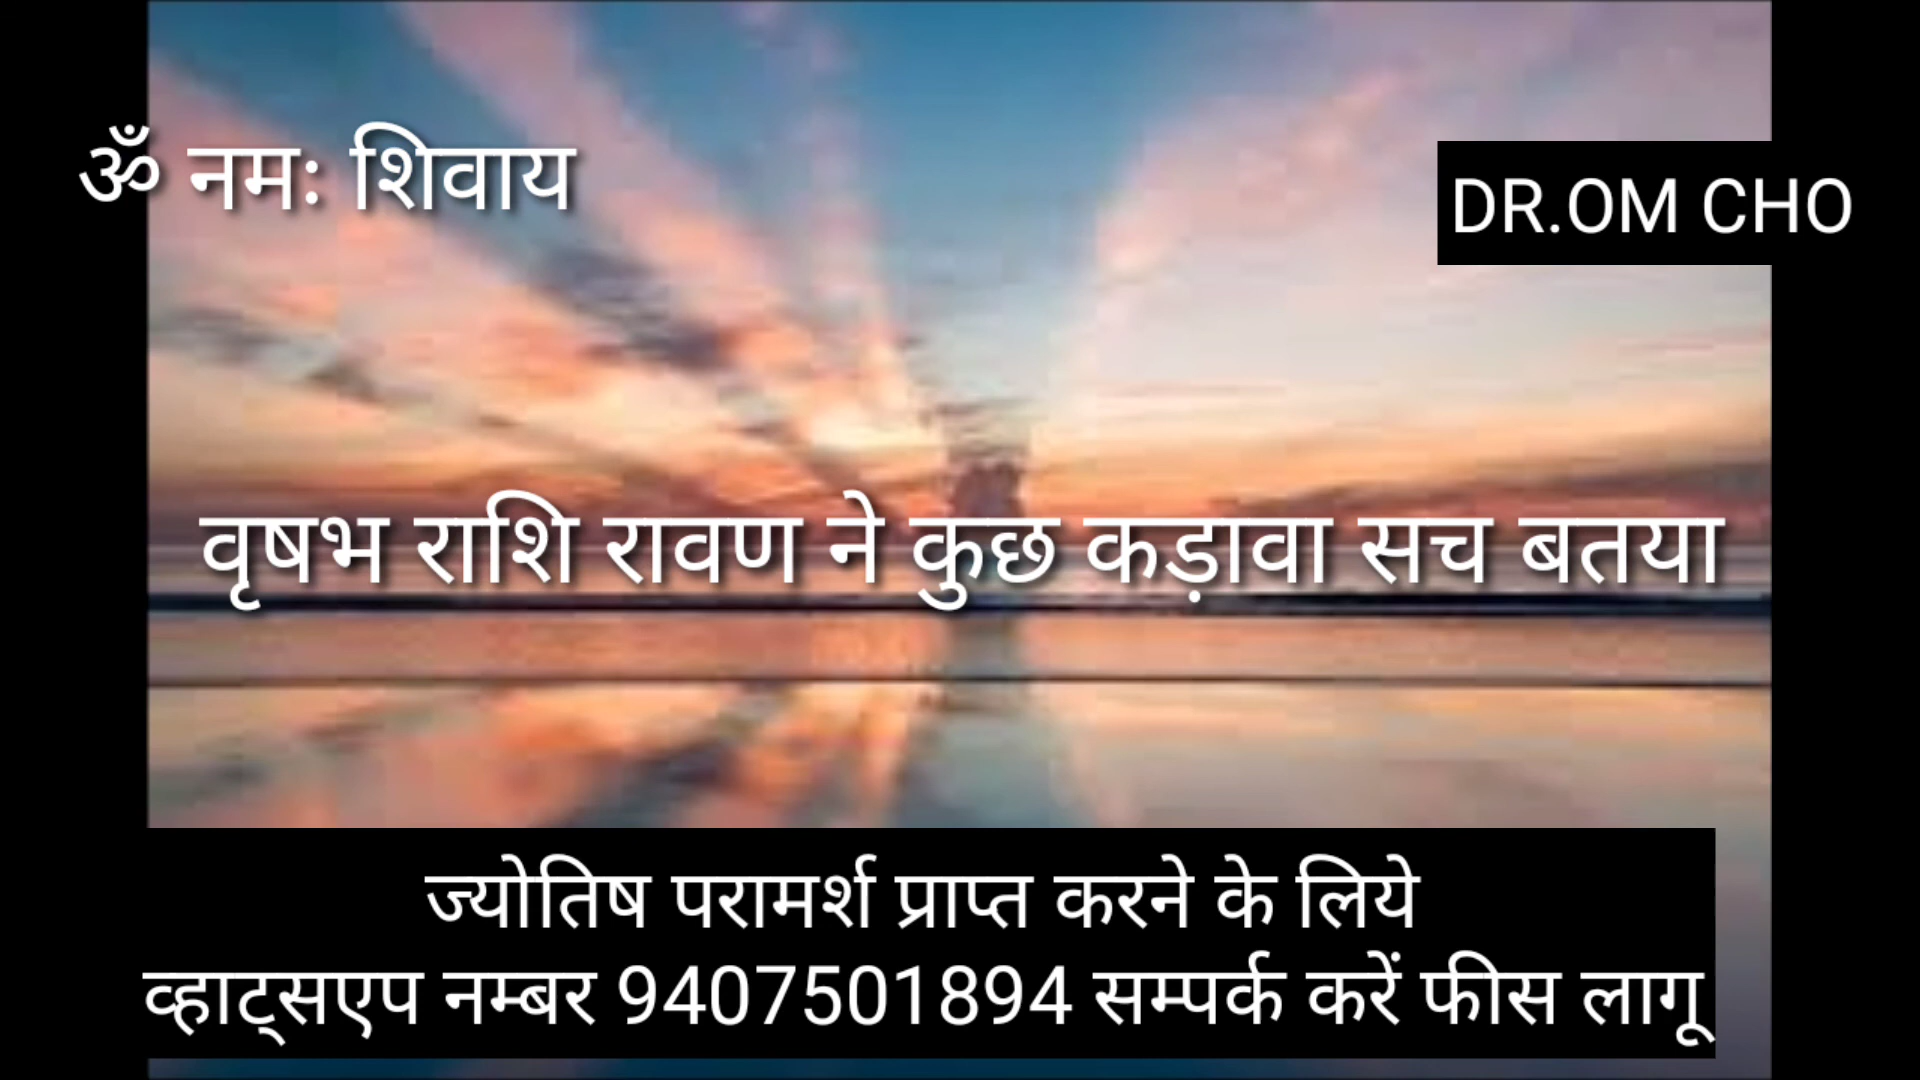 ॐ नमः शिवाय
DR.OM CHO
वृषभ राशि रावण ने कुछ कड़ावा सच बतया
ज्योतिष परामर्श प्राप्त करने के लिये
व्हाट्सएप नम्बर 9407501894 सम्पर्क करें फीस लागू